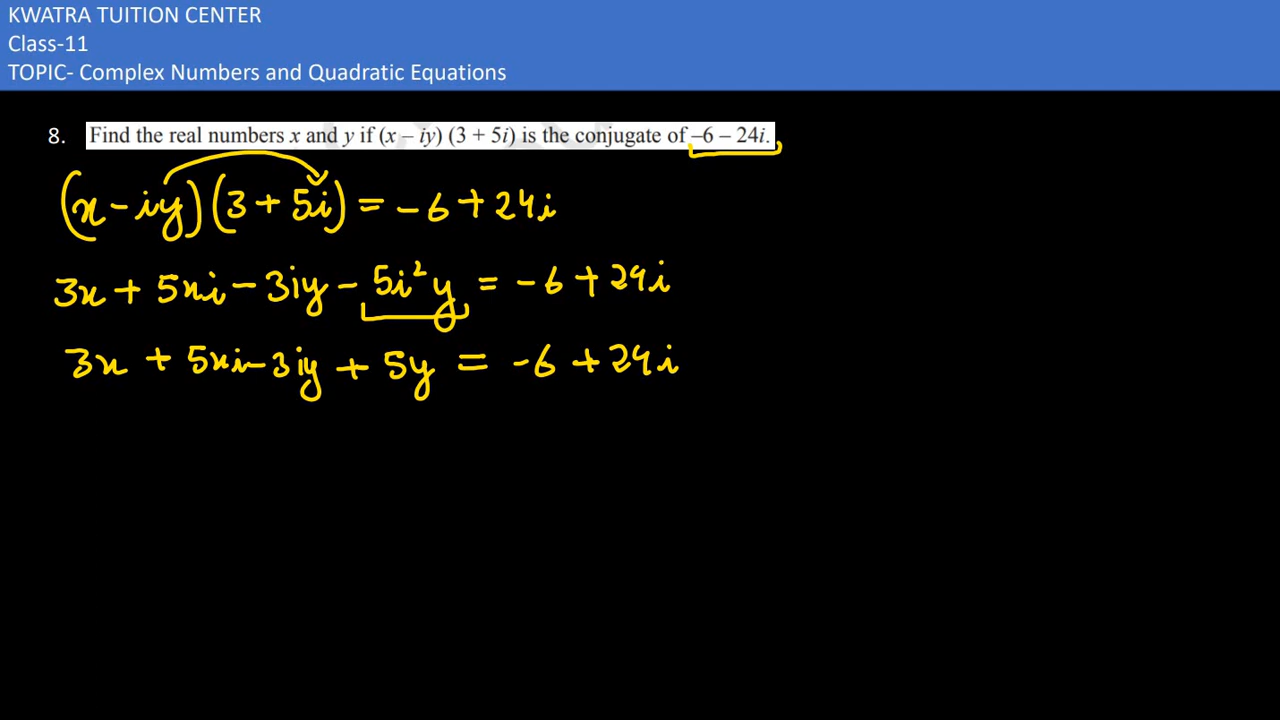 KWATRA TUITION CENTER
Class-11
TOPIC- Complex Numbers and Quadratic Equations
8. Find the real numbers x and y if (x – iy) (3 + 5i) is the conjugate of –6 – 24i.
(x - iy)(3 + 5i) = -6 + 24i
3x + 5xi - 3iy - 5i²y = -6 + 24i
3x + 5xi - 3iy + 5y = -6 + 24i